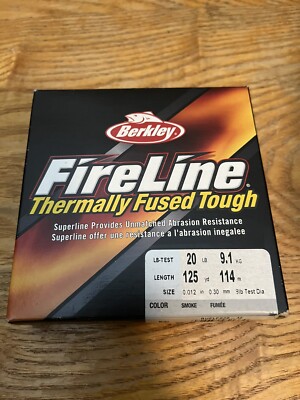 Berkley
FireLine®
Thermally Fused Tough
Superline Provides Unmatched Abrasion Resistance
Superline offer une resistance a l'abrasion inegalee
LB-TEST 20 LB 9.1 KG
LENGTH 125 yd 114 m
SIZE 0.012 in 0.30 mm 8lb Test Dia
COLOR SMOKE FUMÉE